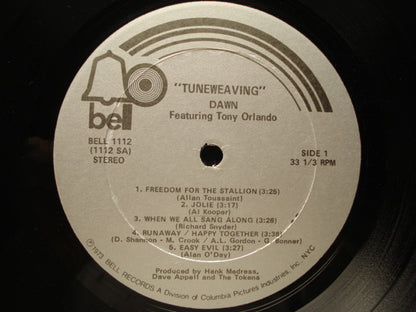 "TUNEWEAVING"
DAWN
Featuring Tony Orlando
bell
BELL 1112
(1112 SA)
STEREO
SIDE 1
33 1/3 RPM
1. FREEDOM FOR THE STALLION (3:25)
(Allan Toussaint)
2. JOLIE (3:17)
(Al Kooper)
3. WHEN WE ALL SANG ALONG (3:26)
(Richard Snyder)
4. RUNAWAY / HAPPY TOGETHER (3:38)
(D. Shannon - M. Crook / A.L. Gordon - G. Bonner)
5. EASY EVIL (3:27)
(Alan O'Day)
Produced by Hank Medress,
Dave Appell and The Tokens
℗1973 BELL RECORDS A Division of Columbia Pictures Industries, Inc., NYC